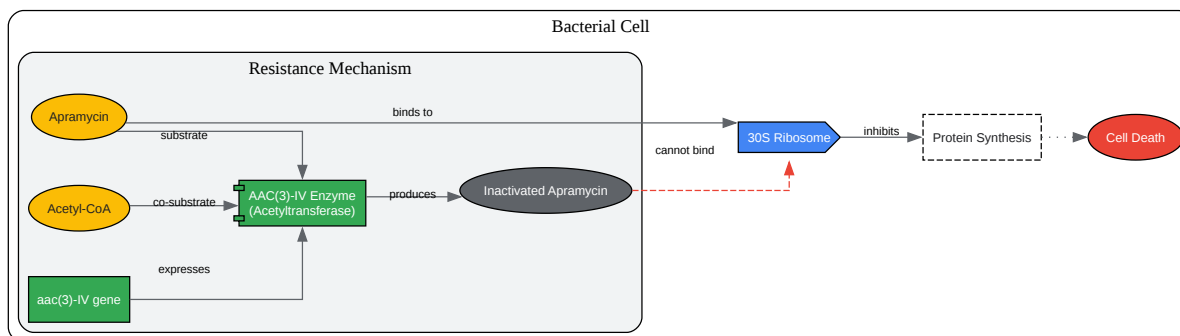 Bacterial Cell
Resistance Mechanism
Apramycin
binds to
substrate
30S Ribosome
inhibits
Protein Synthesis
Cell Death
cannot bind
AAC(3)-IV Enzyme
(Acetyltransferase)
produces
Inactivated Apramycin
Acetyl-CoA
co-substrate
expresses
aac(3)-IV gene